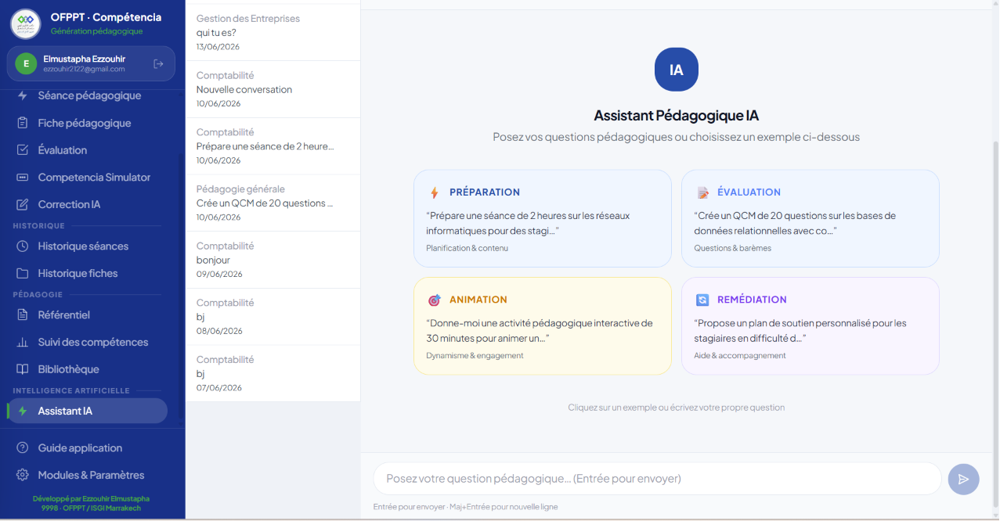 OFPPT · Compétencia
Génération pédagogique
E
Elmustapha Ezzouhir
ezzouhir2122@gmail.com
Séance pédagogique
Fiche pédagogique
Évaluation
Competencia Simulator
Correction IA
HISTORIQUE
Historique séances
Historique fiches
PÉDAGOGIE
Référentiel
Suivi des compétences
Bibliothèque
INTELLIGENCE ARTIFICIELLE
Assistant IA
Guide application
Modules & Paramètres
Développé par Ezzouhir Elmustapha
9998 · OFPPT / ISGI Marrakech
Gestion des Entreprises
qui tu es?
13/06/2026
Comptabilité
Nouvelle conversation
10/06/2026
Comptabilité
Prépare une séance de 2 heure...
10/06/2026
Pédagogie générale
Crée un QCM de 20 questions ...
10/06/2026
Comptabilité
bonjour
09/06/2026
Comptabilité
bj
08/06/2026
Comptabilité
bj
07/06/2026
IA
Assistant Pédagogique IA
Posez vos questions pédagogiques ou choisissez un exemple ci-dessous
PRÉPARATION
“Prépare une séance de 2 heures sur les réseaux
informatiques pour des stagi…”
Planification & contenu
ÉVALUATION
“Crée un QCM de 20 questions sur les bases de
données relationnelles avec co…”
Questions & barèmes
ANIMATION
“Donne-moi une activité pédagogique interactive de
30 minutes pour animer un…”
Dynamisme & engagement
REMÉDIATION
“Propose un plan de soutien personnalisé pour les
stagiaires en difficulté d…”
Aide & accompagnement
Cliquez sur un exemple ou écrivez votre propre question
Posez votre question pédagogique… (Entrée pour envoyer)
Entrée pour envoyer · Maj+Entrée pour nouvelle ligne